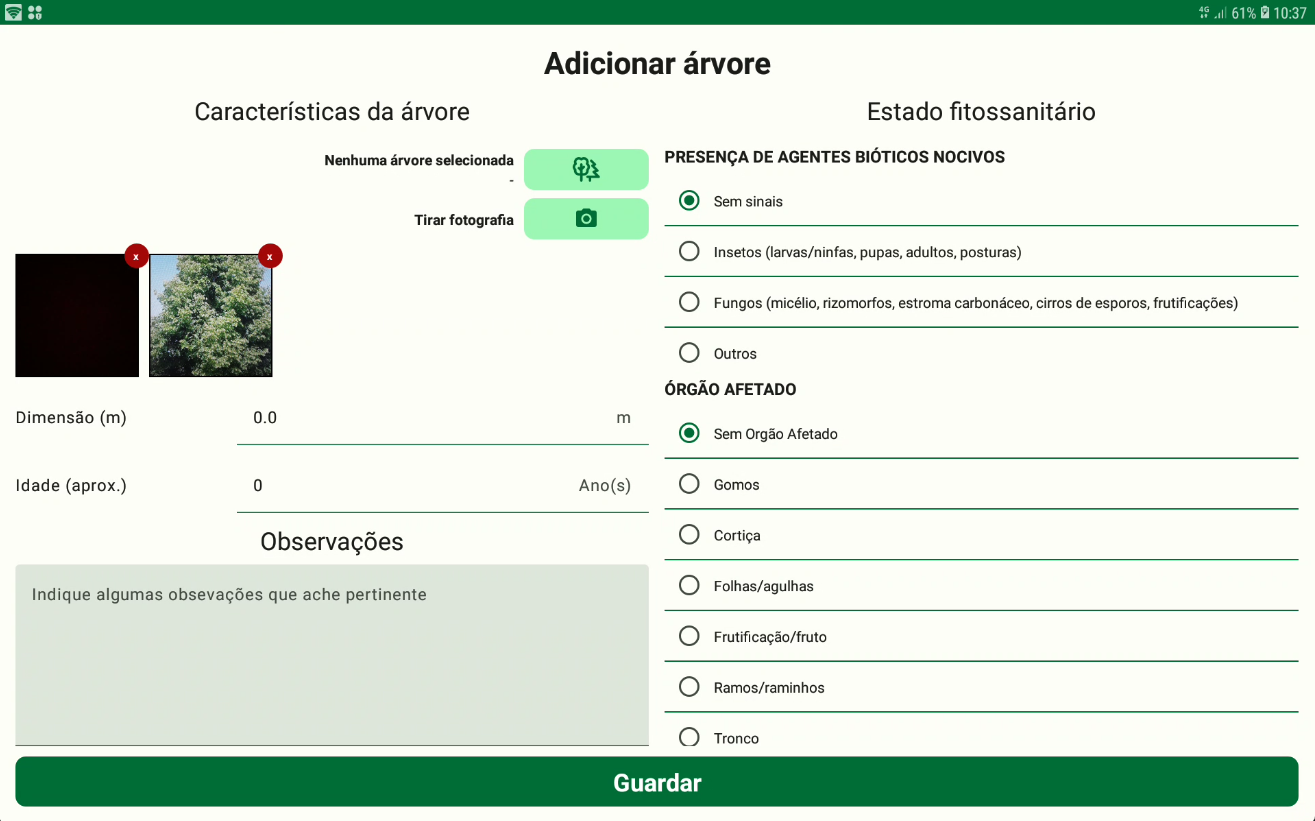 4G 61% 10:37
Adicionar árvore
Características da árvore
Nenhuma árvore selecionada
-
Tirar fotografia
x x
Dimensão (m) 0.0 m
Idade (aprox.) 0 Ano(s)
Observações
Indique algumas obsevações que ache pertinente
Estado fitossanitário
PRESENÇA DE AGENTES BIÓTICOS NOCIVOS
Sem sinais
Insetos (larvas/ninfas, pupas, adultos, posturas)
Fungos (micélio, rizomorfos, estroma carbonáceo, cirros de esporos, frutificações)
Outros
ÓRGÃO AFETADO
Sem Orgão Afetado
Gomos
Cortiça
Folhas/agulhas
Frutificação/fruto
Ramos/raminhos
Tronco
Guardar